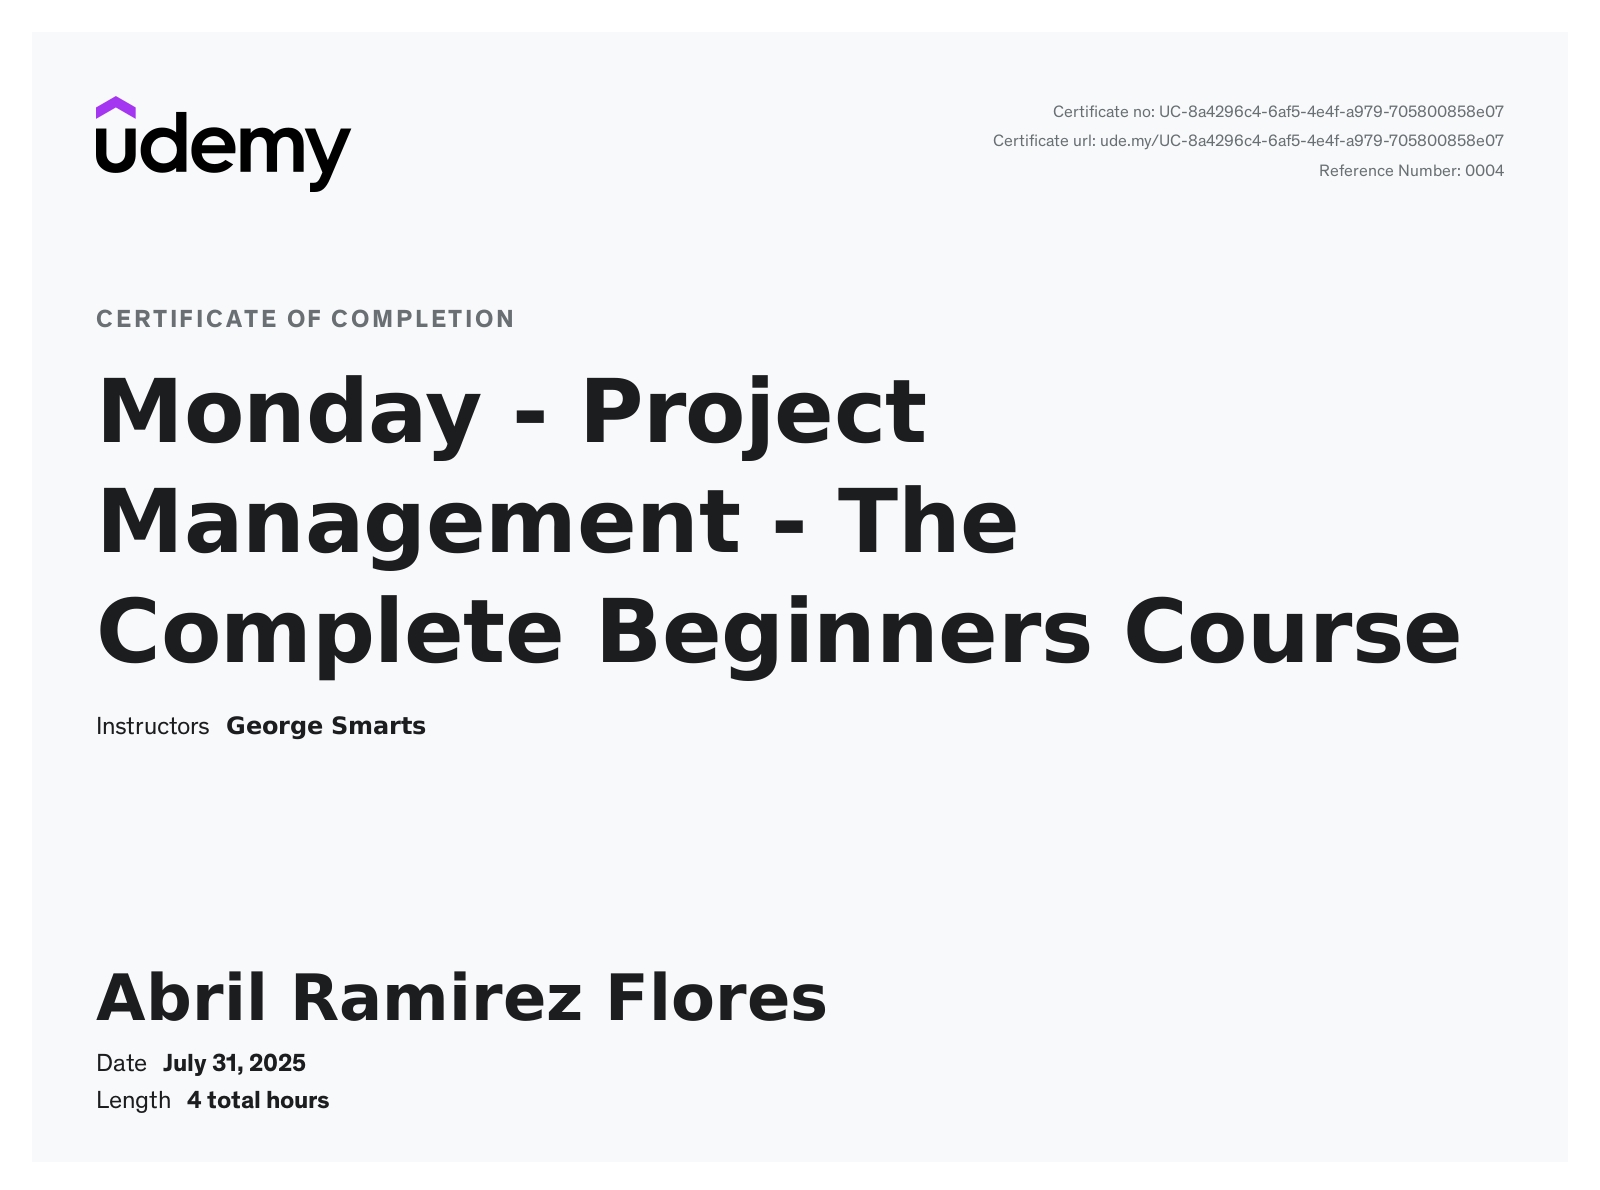 udemy
Certificate no: UC-8a4296c4-6af5-4e4f-a979-705800858e07
Certificate url: ude.my/UC-8a4296c4-6af5-4e4f-a979-705800858e07
Reference Number: 0004
CERTIFICATE OF COMPLETION
Monday - Project
Management - The
Complete Beginners Course
Instructors George Smarts
Abril Ramirez Flores
Date July 31, 2025
Length 4 total hours